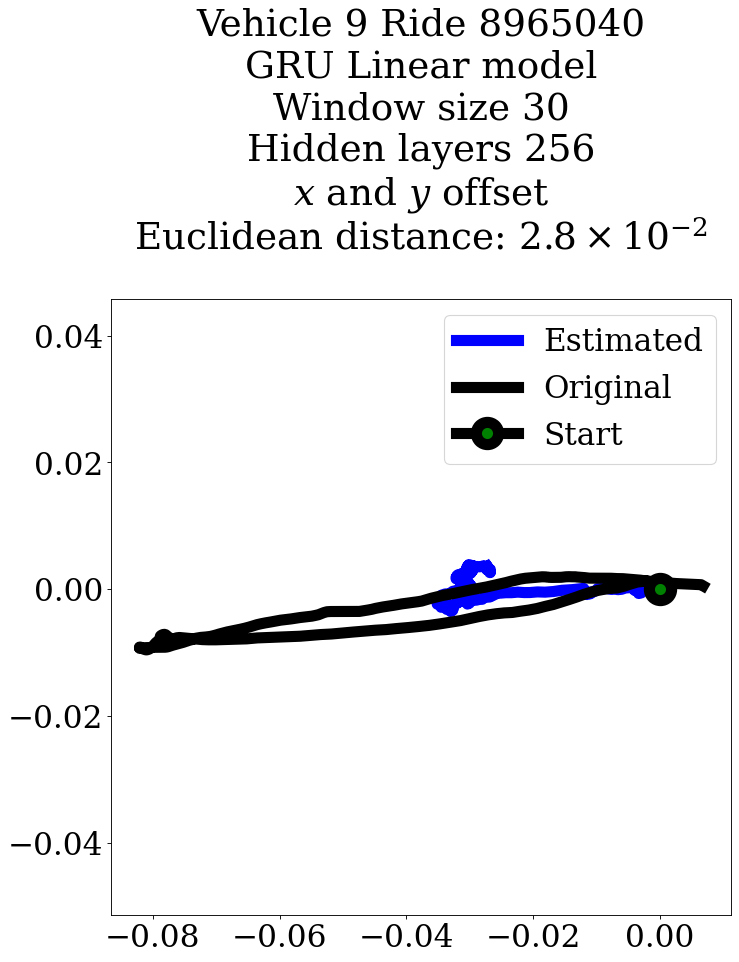 Vehicle 9 Ride 8965040
GRU Linear model
Window size 30
Hidden layers 256
x and y offset
Euclidean distance: 2.8 × 10⁻²
0.04
0.02
0.00
−0.02
−0.04
Estimated
Original
Start
−0.08 −0.06 −0.04 −0.02 0.00